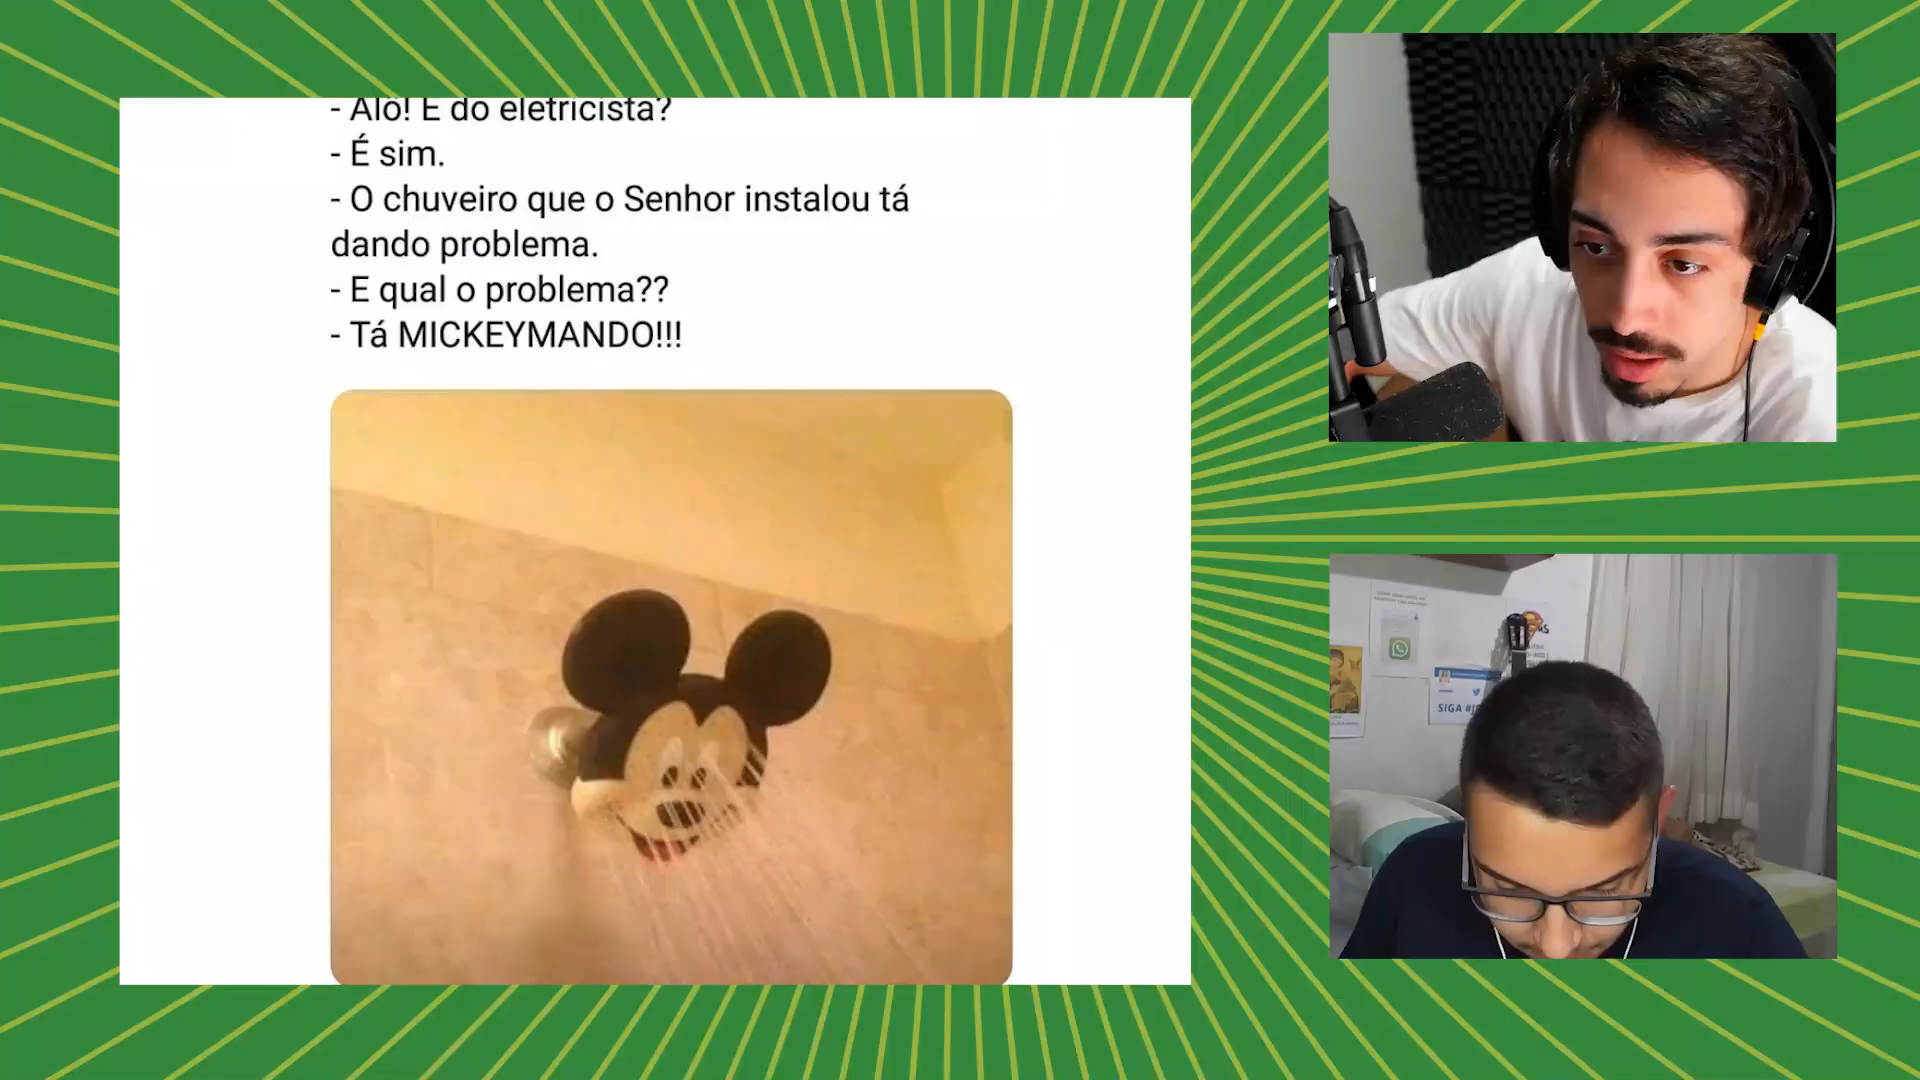 - Alô! É do eletricista?
- É sim.
- O chuveiro que o Senhor instalou tá
dando problema.
- E qual o problema??
- Tá MICKEYMANDO!!!
SIGA